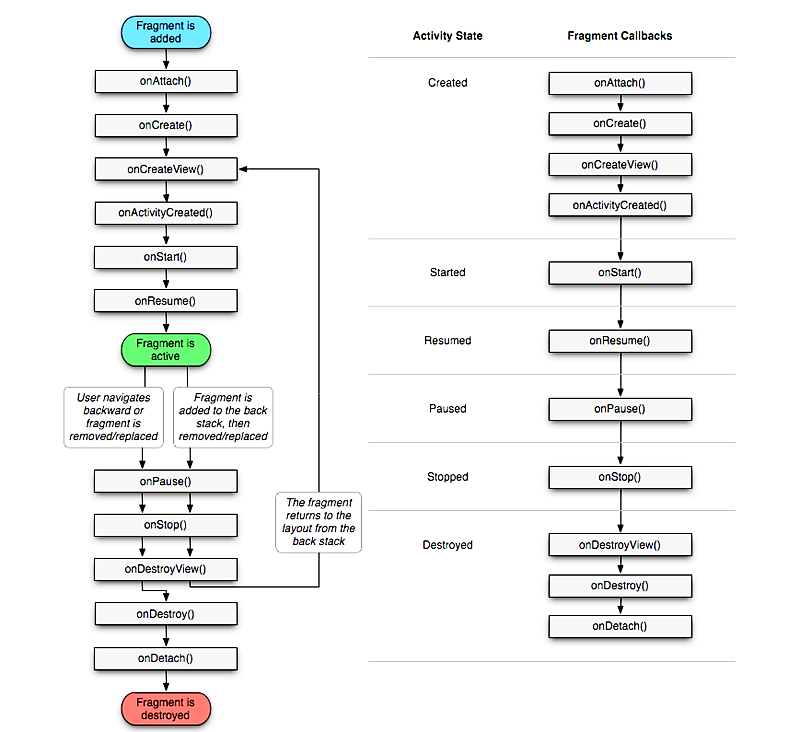 Fragment is
added
onAttach()
onCreate()
onCreateView()
onActivityCreated()
onStart()
onResume()
Fragment is
active
User navigates
backward or
fragment is
removed/replaced
Fragment is
added to the back
stack, then
removed/replaced
onPause()
onStop()
onDestroyView()
The fragment
returns to the
layout from the
back stack
onDestroy()
onDetach()
Fragment is
destroyed
Activity State
Fragment Callbacks
Created
onAttach()
onCreate()
onCreateView()
onActivityCreated()
Started
onStart()
Resumed
onResume()
Paused
onPause()
Stopped
onStop()
Destroyed
onDestroyView()
onDestroy()
onDetach()